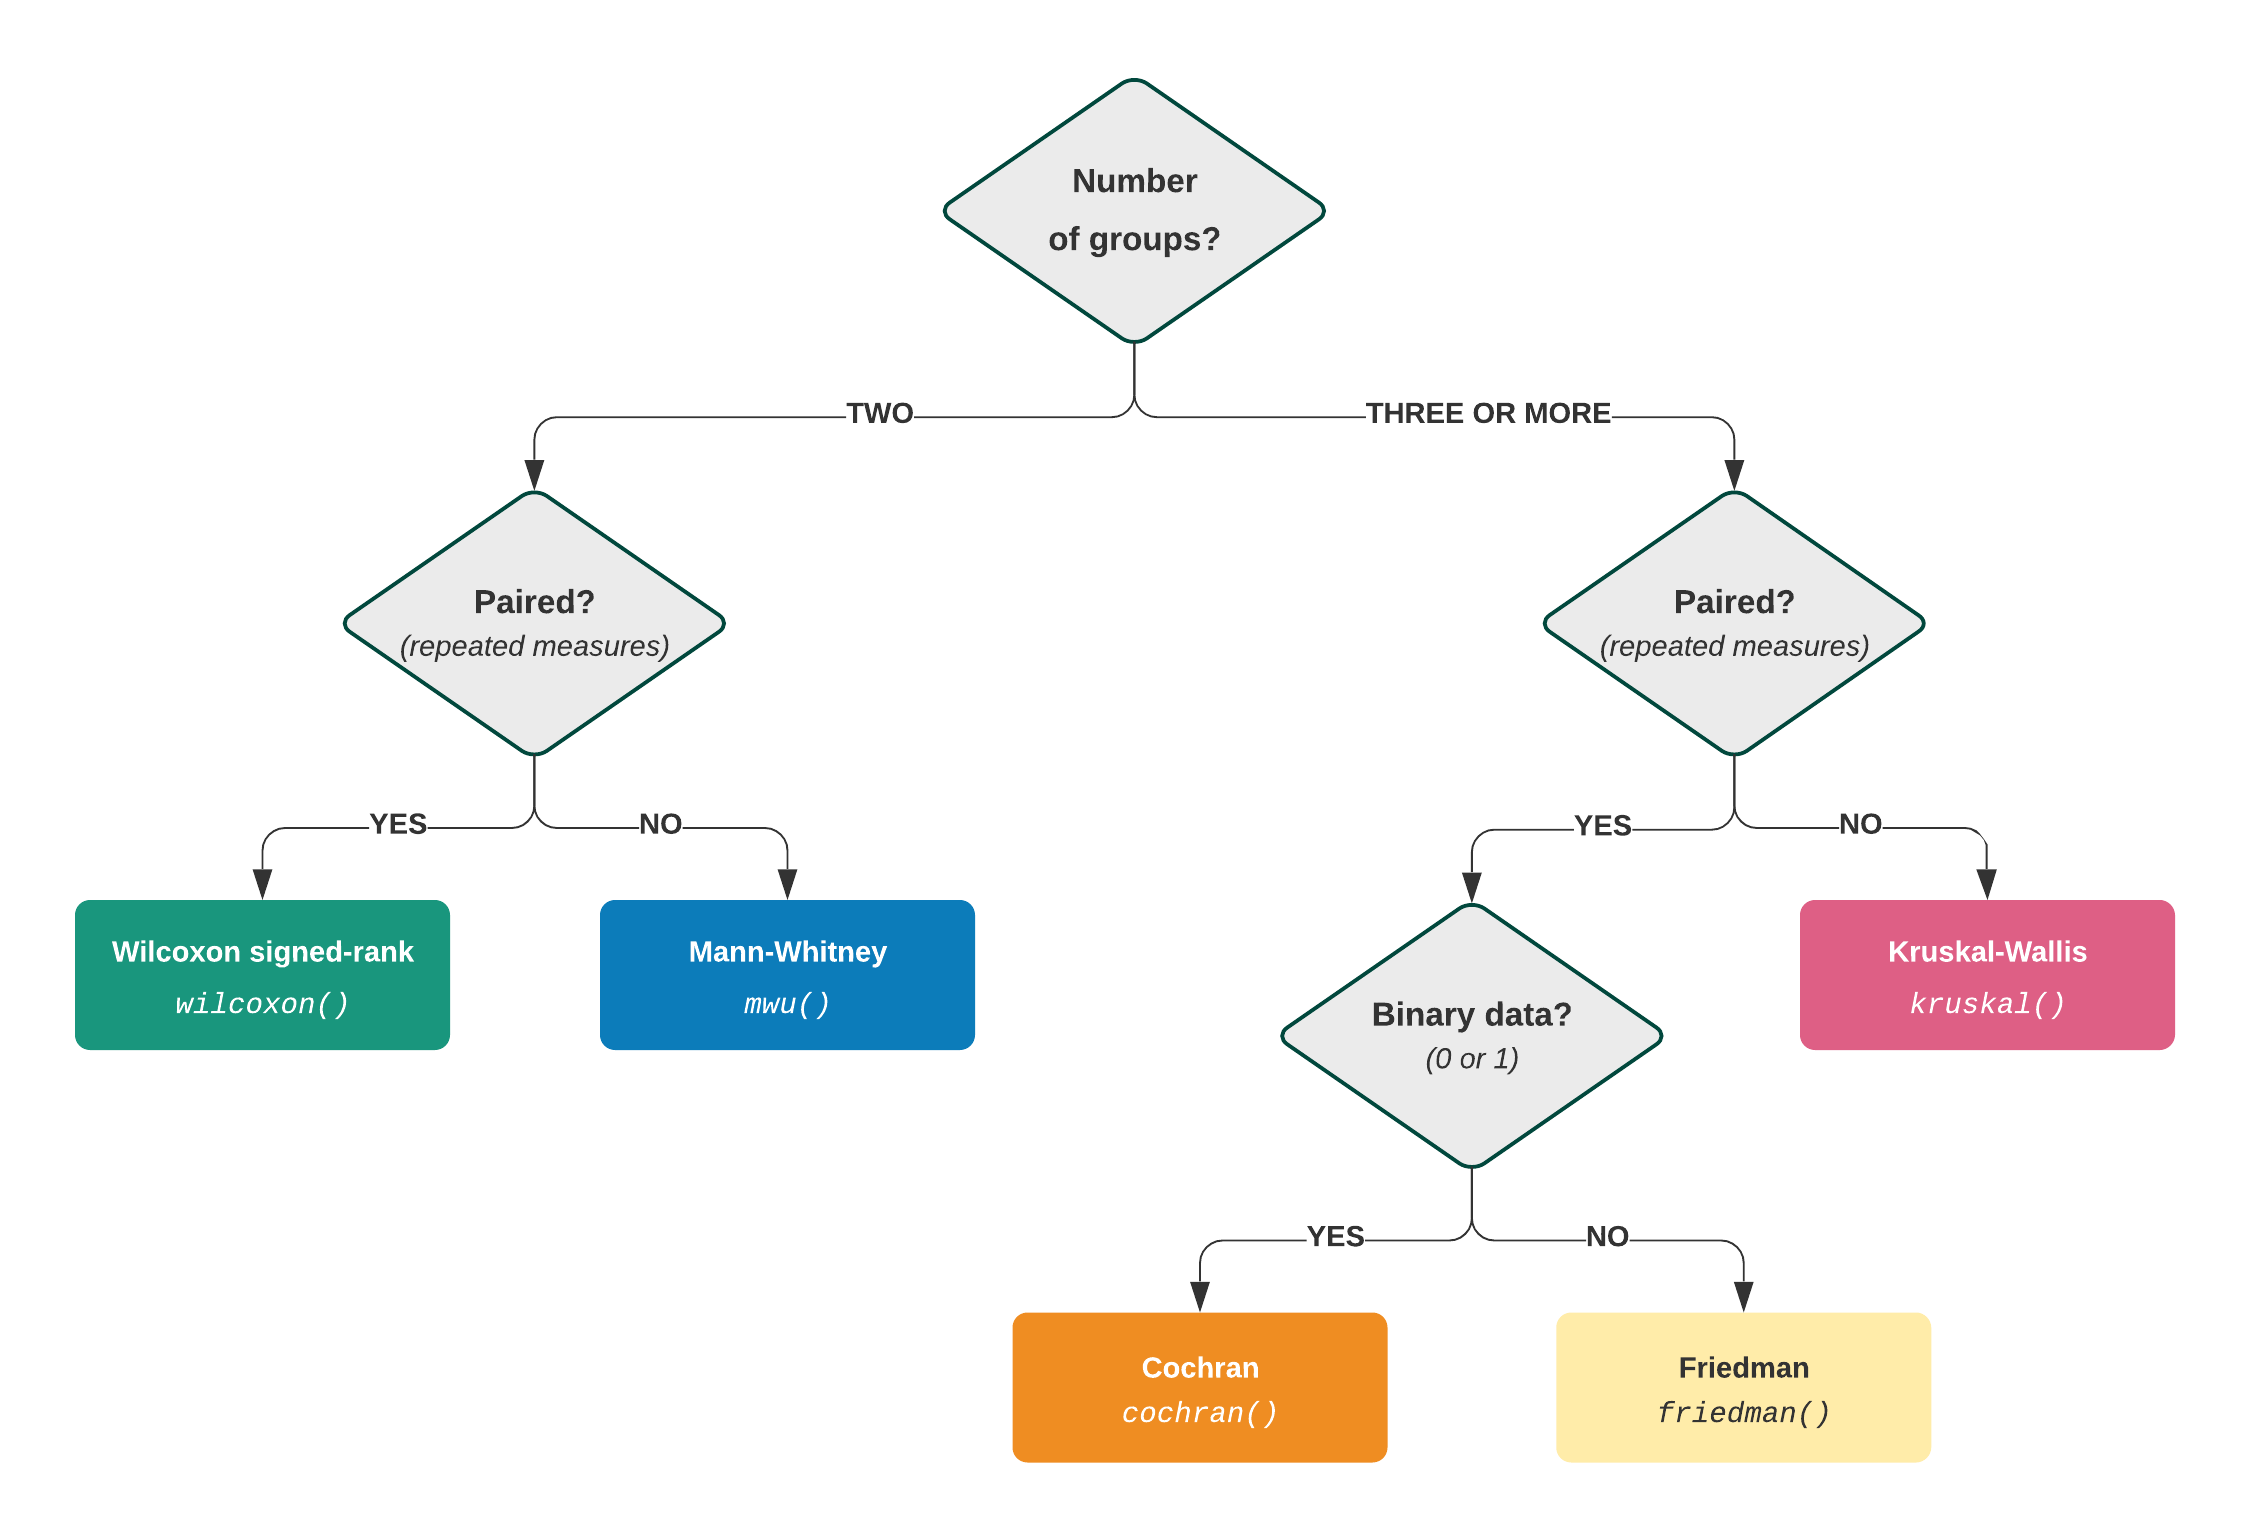 Number
of groups?
TWO
THREE OR MORE
Paired?
(repeated measures)
Paired?
(repeated measures)
YES
NO
YES
NO
Wilcoxon signed-rank
wilcoxon()
Mann-Whitney
mwu()
Binary data?
(0 or 1)
Kruskal-Wallis
kruskal()
YES
NO
Cochran
cochran()
Friedman
friedman()